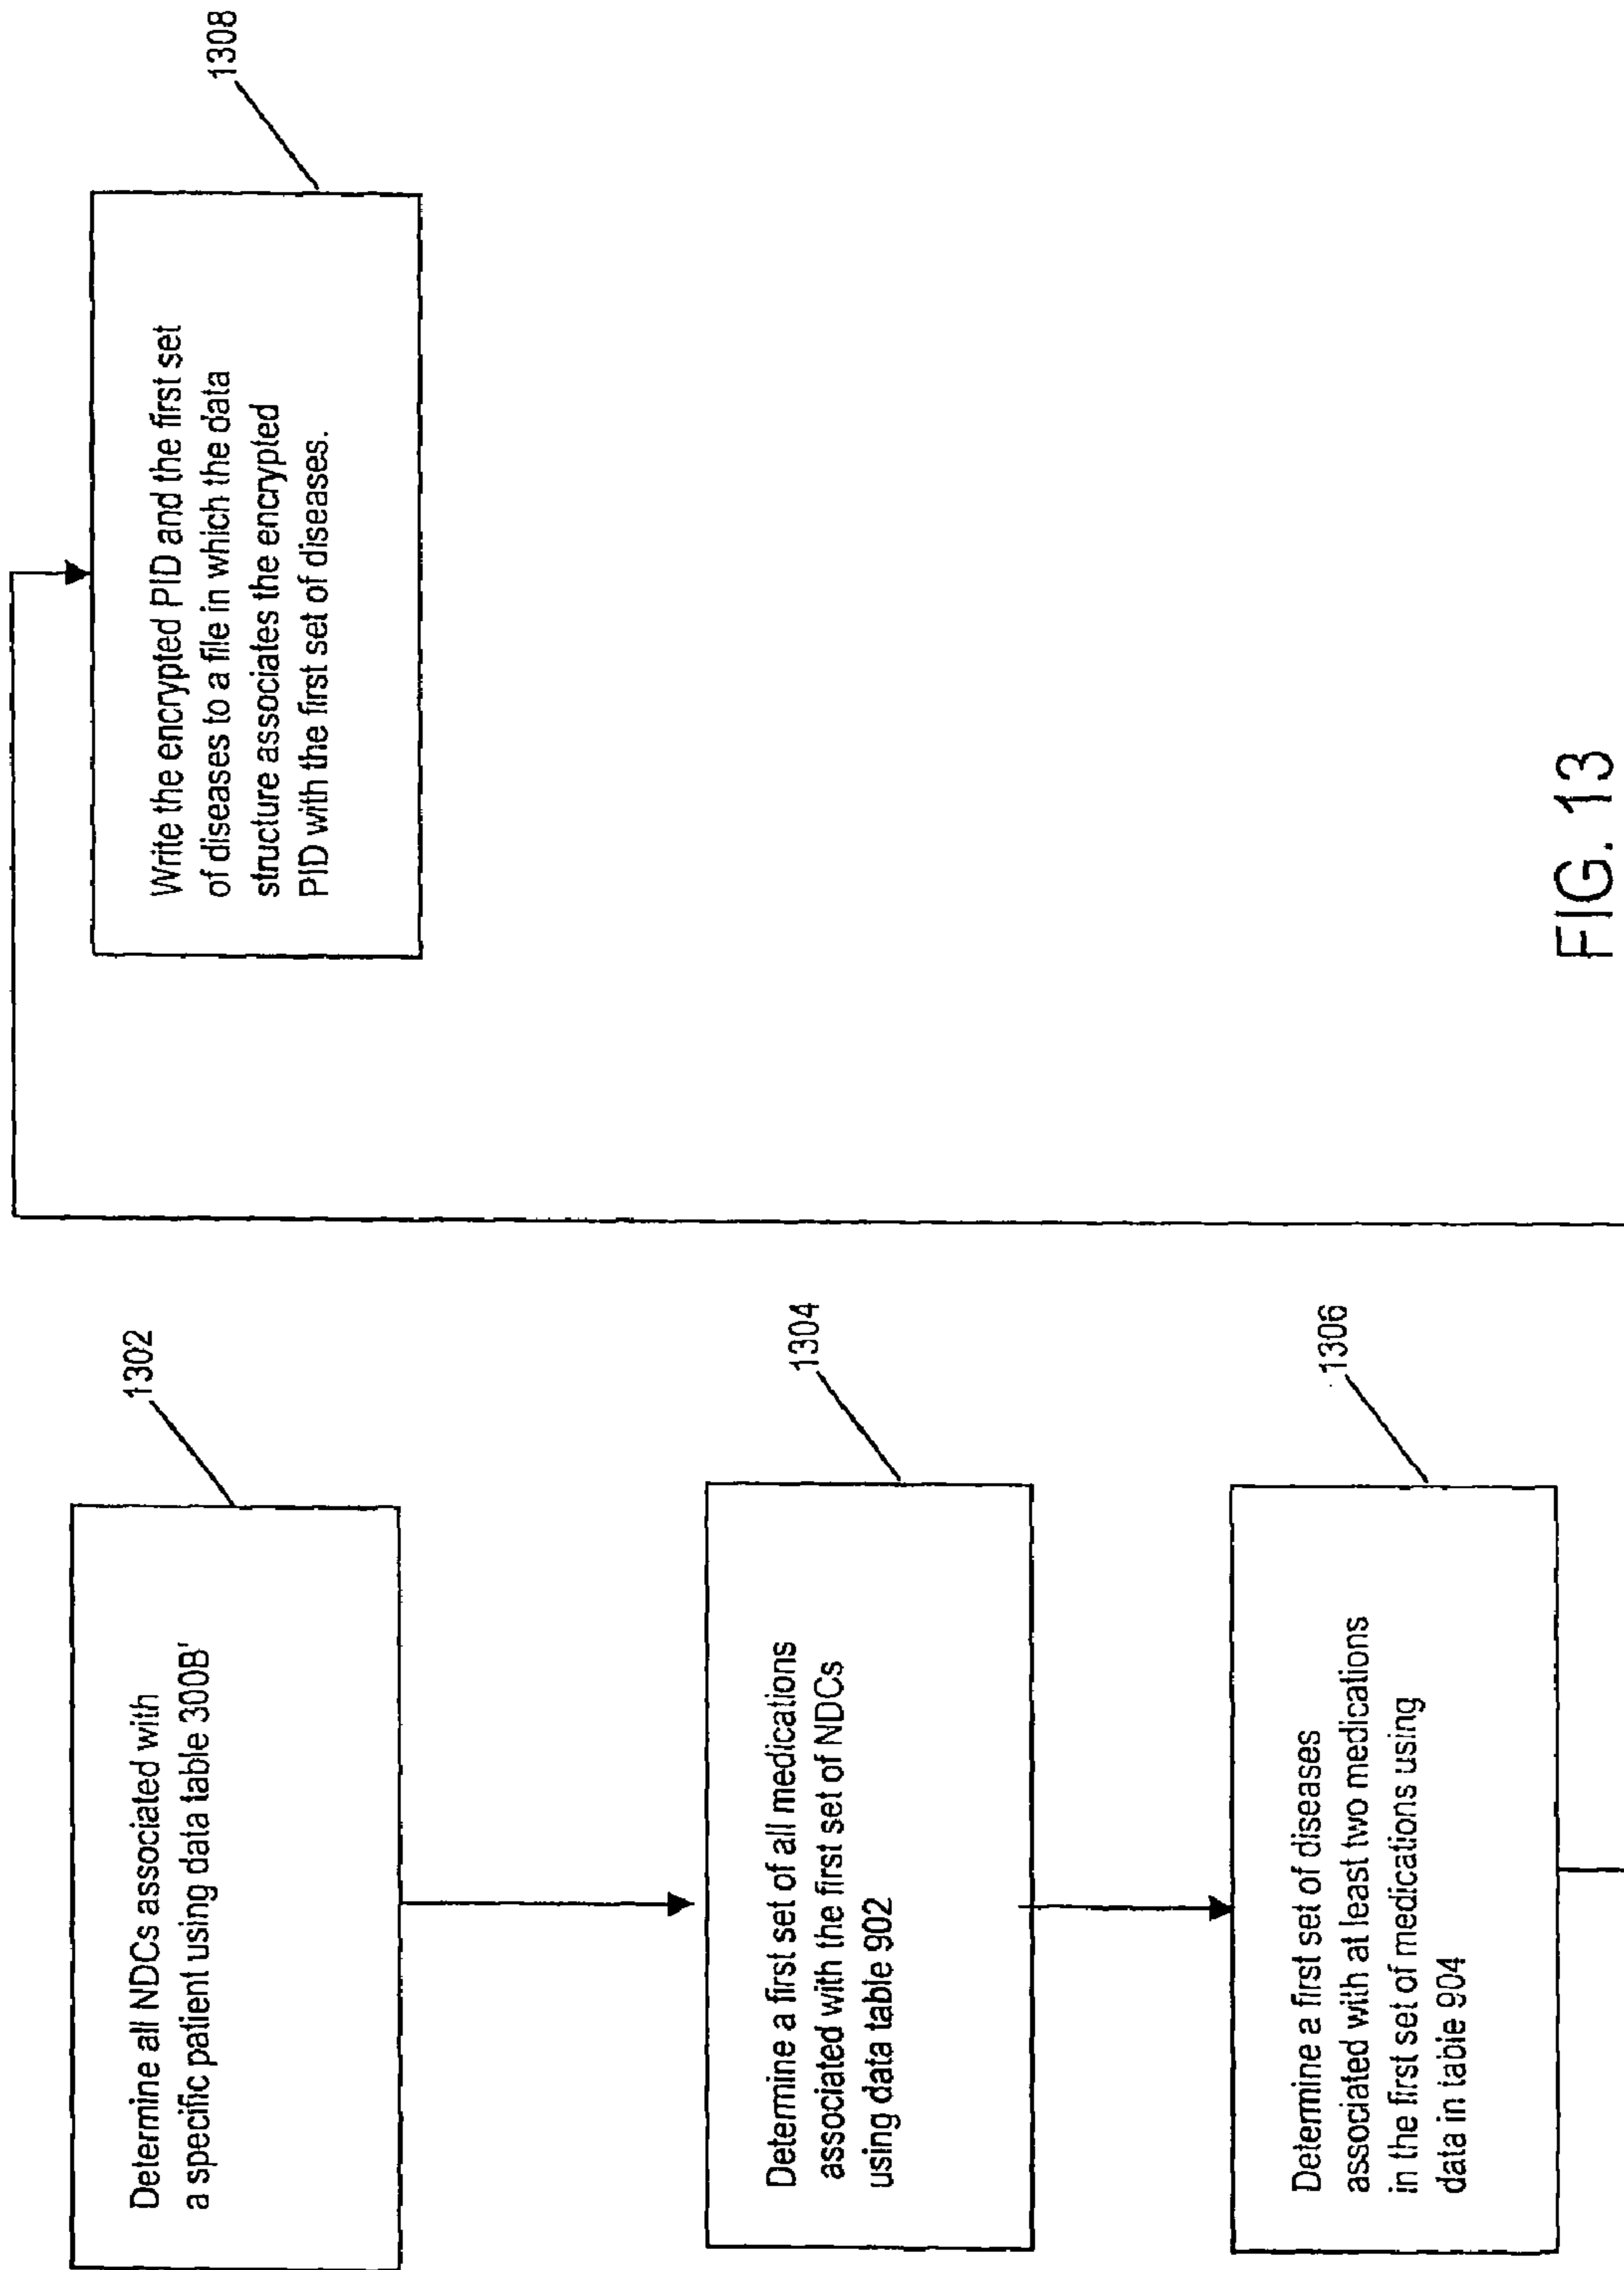 1302
Determine all NDCs associated with
a specific patient using data table 300B'
1304
Determine a first set of all medications
associated with the first set of NDCs
using data table 902
1306
Determine a first set of diseases
associated with at least two medications
in the first set of medications using
data in table 904
1308
Write the encrypted PID and the first set
of diseases to a file in which the data
structure associates the encrypted
PID with the first set of diseases.
FIG. 13